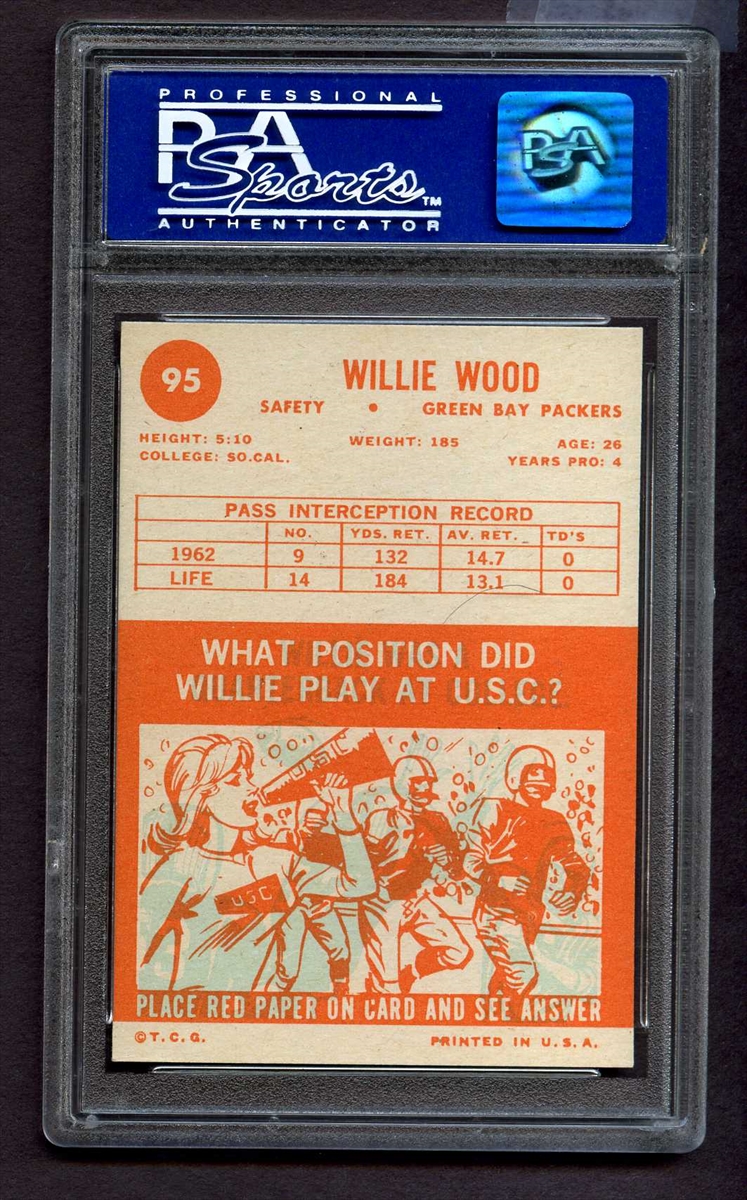 PROFESSIONAL
PSA
Sports™
AUTHENTICATOR
PSA
95
WILLIE WOOD
SAFETY • GREEN BAY PACKERS
HEIGHT: 5:10 WEIGHT: 185 AGE: 26
COLLEGE: SO.CAL. YEARS PRO: 4
PASS INTERCEPTION RECORD
NO. YDS. RET. AV. RET. TD'S
1962 9 132 14.7 0
LIFE 14 184 13.1 0
WHAT POSITION DID
WILLIE PLAY AT U.S.C.?
USC
USC
PLACE RED PAPER ON CARD AND SEE ANSWER
©T.C.G. PRINTED IN U.S.A.